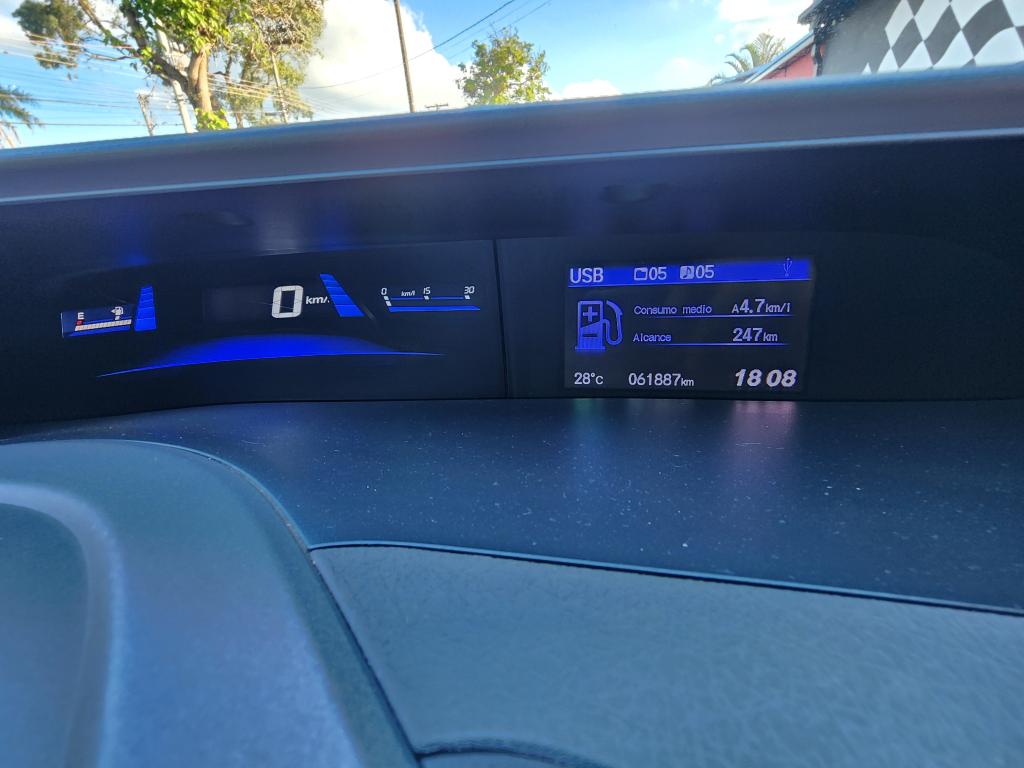 USB 05 05
Consumo medio A4.7km/l
Alcance 247km
28°c 061887km 18 08
E
0 km/
0 km/l 15 30